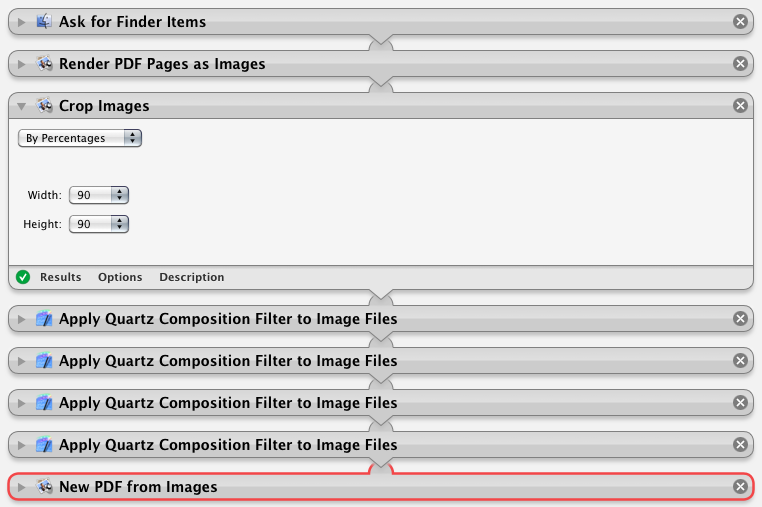 Ask for Finder Items
Render PDF Pages as Images
Crop Images
By Percentages
Width: 90
Height: 90
Results Options Description
Apply Quartz Composition Filter to Image Files
Apply Quartz Composition Filter to Image Files
Apply Quartz Composition Filter to Image Files
Apply Quartz Composition Filter to Image Files
New PDF from Images